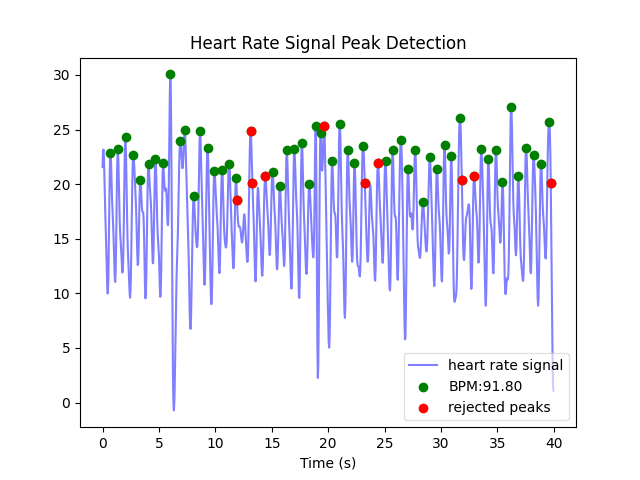 Heart Rate Signal Peak Detection
30
25
20
15
10
5
0
heart rate signal
BPM:91.80
rejected peaks
0 5 10 15 20 25 30 35 40
Time (s)